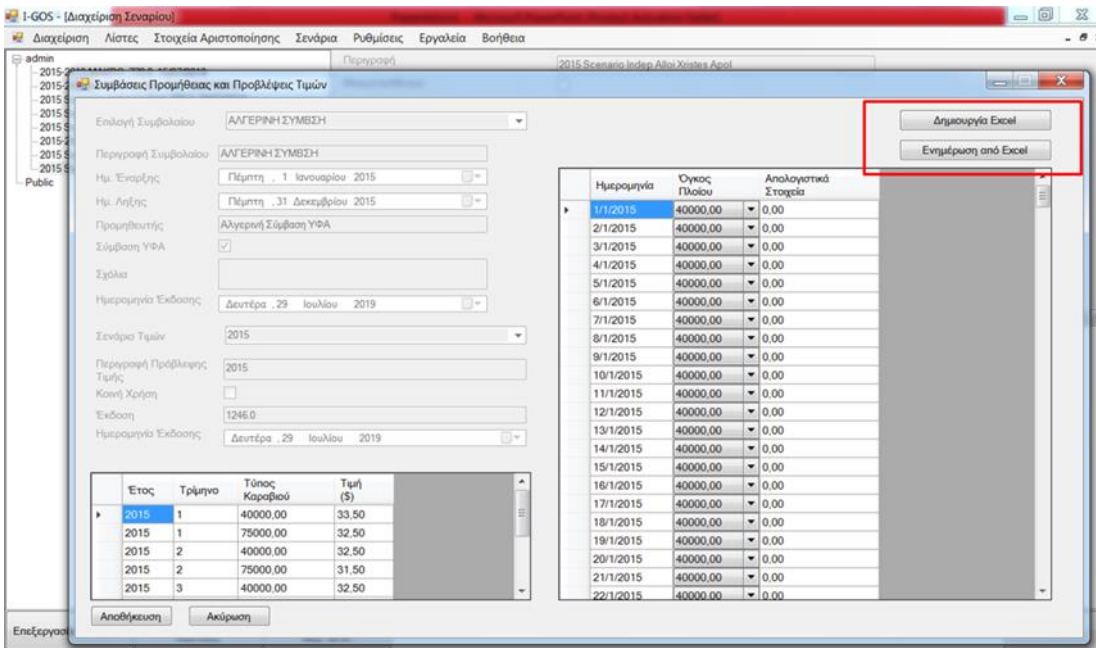 I-GOS - [Διαχείριση Σεναρίου]
Διαχείριση Λίστες Στοιχεία Αριστοποίησης Σενάρια Ρυθμίσεις Εργαλεία Βοήθεια
admin
Περιγραφή
2015 Scenario Indep Alloi Xristes Apol
Public
Συμβάσεις Προμήθειας και Προβλέψεις Τιμών
Επιλογή Συμβολαίου ΑΛΓΕΡΙΝΗ ΣΥΜΒΣΗ
Περιγραφή Συμβολαίου ΑΛΓΕΡΙΝΗ ΣΥΜΒΣΗ
Ημ. Έναρξης Πέμπτη , 1 Ιανουαρίου 2015
Ημ. Λήξης Πέμπτη ,31 Δεκεμβρίου 2015
Προμηθευτής Αλγερινή Σύμβαση ΥΦΑ
Σύμβαση ΥΦΑ
Σχόλια
Ημερομηνία Έκδοσης Δευτέρα ,29 Ιουλίου 2019
Σενάριο Τιμών 2015
Περιγραφή Πρόβλεψης
Τιμής
2015
Κοινή Χρήση
Έκδοση 1246.0
Ημερομηνία Έκδοσης Δευτέρα ,29 Ιουλίου 2019
Έτος Τρίμηνο Τύπος Καραβιού Τιμή ($)
2015 1 40000,00 33,50
2015 1 75000,00 32,50
2015 2 40000,00 32,50
2015 2 75000,00 31,50
2015 3 40000,00 32,50
Αποθήκευση Ακύρωση
Δημιουργία Excel
Ενημέρωση από Excel
Ημερομηνία Όγκος Πλοίου Απολογιστικά Στοιχεία
1/1/2015 40000,00 0,00
2/1/2015 40000,00 0,00
3/1/2015 40000,00 0,00
4/1/2015 40000,00 0,00
5/1/2015 40000,00 0,00
6/1/2015 40000,00 0,00
7/1/2015 40000,00 0,00
8/1/2015 40000,00 0,00
9/1/2015 40000,00 0,00
10/1/2015 40000,00 0,00
11/1/2015 40000,00 0,00
12/1/2015 40000,00 0,00
13/1/2015 40000,00 0,00
14/1/2015 40000,00 0,00
15/1/2015 40000,00 0,00
16/1/2015 40000,00 0,00
17/1/2015 40000,00 0,00
18/1/2015 40000,00 0,00
19/1/2015 40000,00 0,00
20/1/2015 40000,00 0,00
21/1/2015 40000,00 0,00
22/1/2015 40000,00 0,00